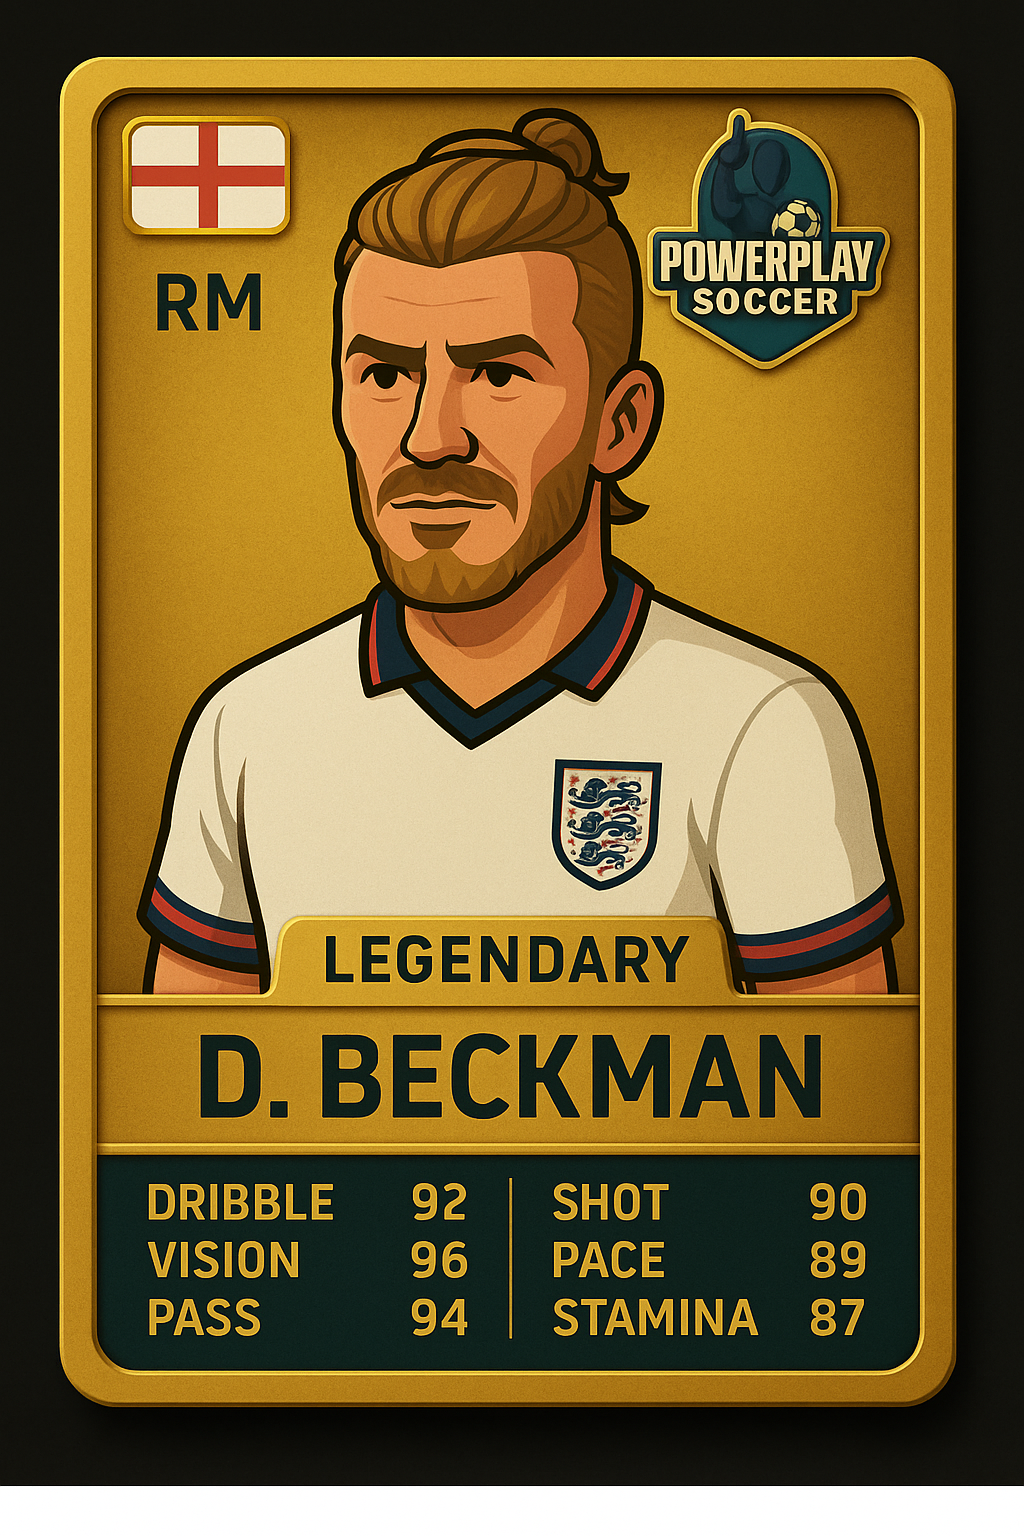 RM
POWERPLAY
SOCCER
LEGENDARY
D. BECKMAN
DRIBBLE 92 SHOT 90
VISION 96 PACE 89
PASS 94 STAMINA 87